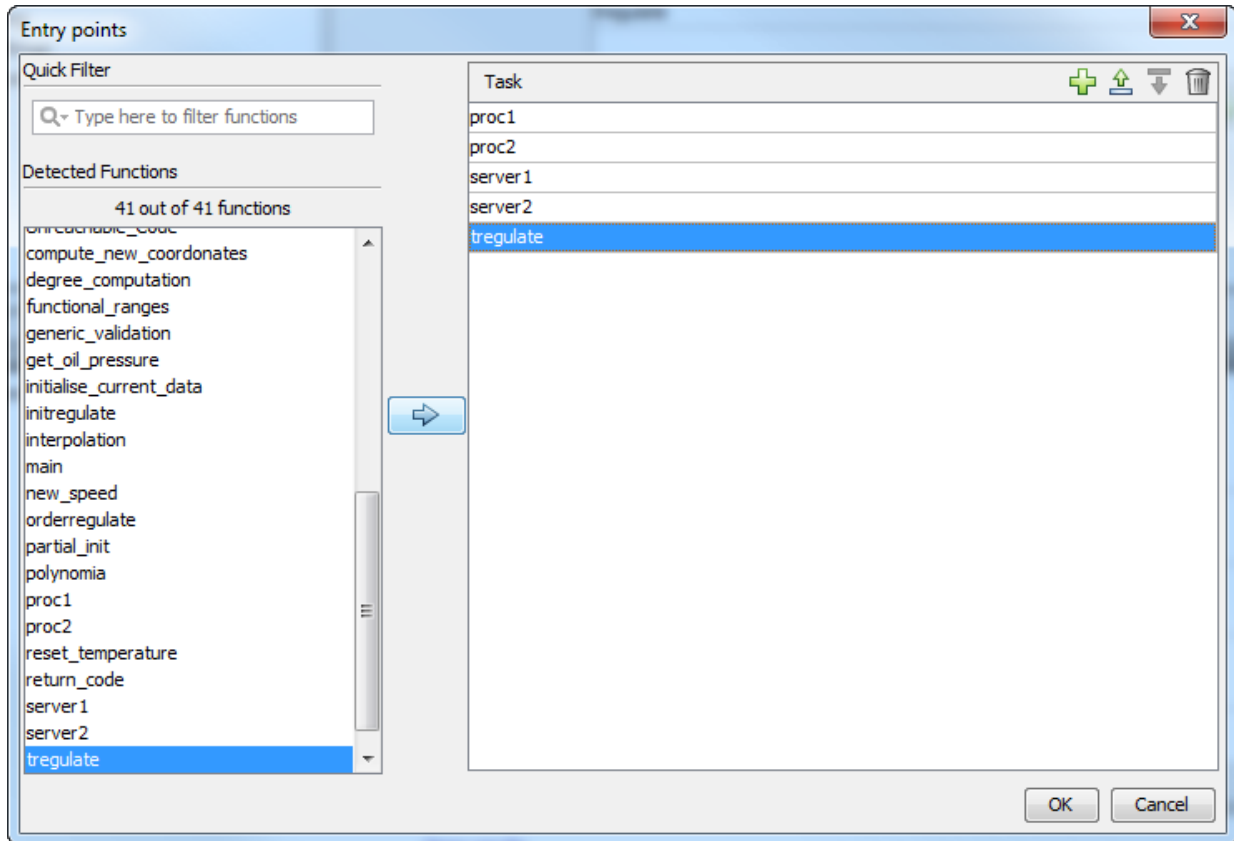 Entry points
Quick Filter
Type here to filter functions
Detected Functions
41 out of 41 functions
compute_new_coordonates
degree_computation
functional_ranges
generic_validation
get_oil_pressure
initialise_current_data
initregulate
interpolation
main
new_speed
orderregulate
partial_init
polynomia
proc1
proc2
reset_temperature
return_code
server1
server2
tregulate
Task
proc1
proc2
server1
server2
tregulate
OK
Cancel